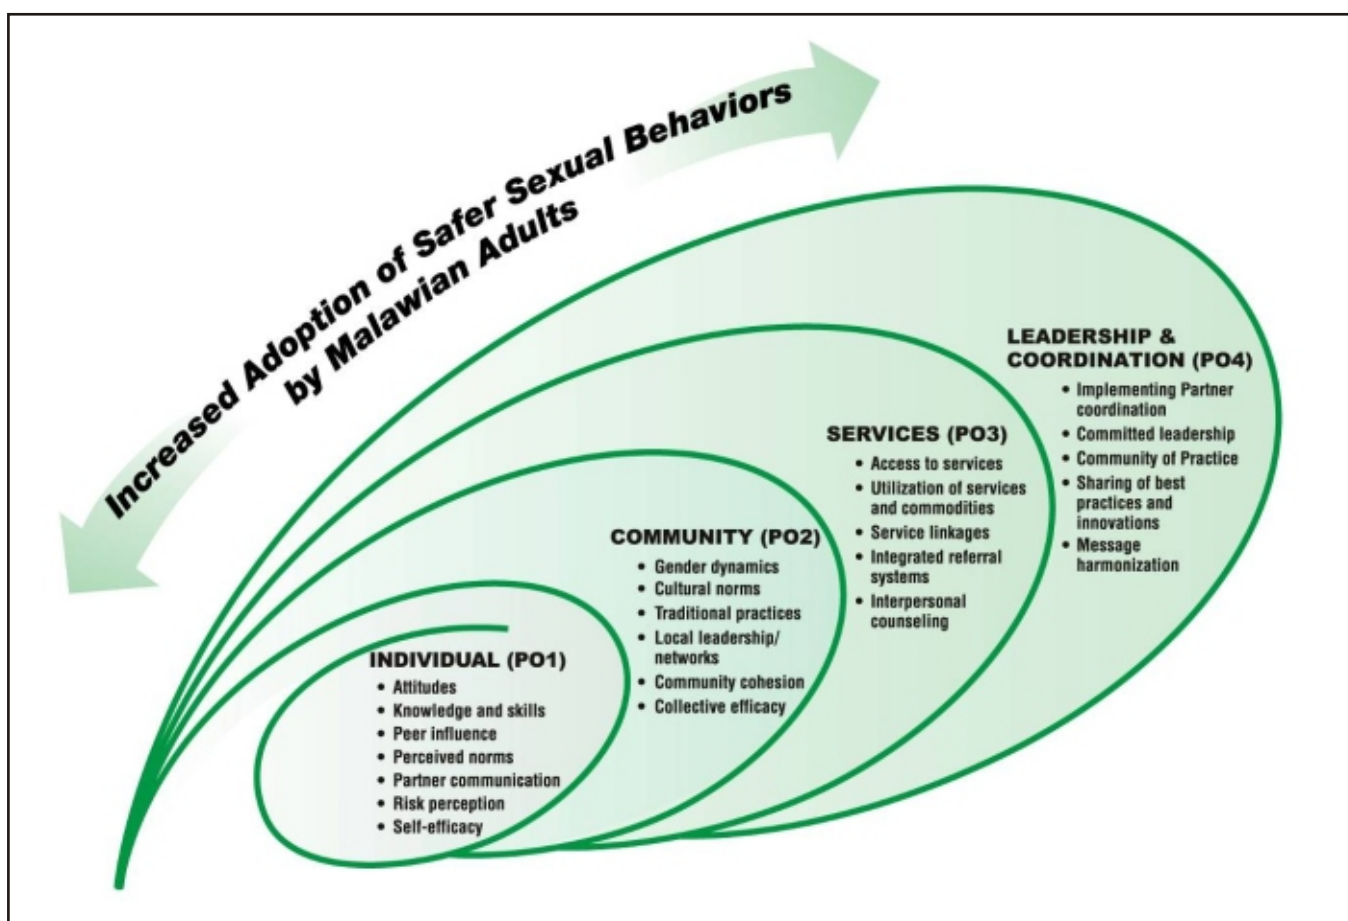 Increased Adoption of Safer Sexual Behaviors
by Malawian Adults
INDIVIDUAL (PO1)
• Attitudes
• Knowledge and skills
• Peer influence
• Perceived norms
• Partner communication
• Risk perception
• Self-efficacy
COMMUNITY (PO2)
• Gender dynamics
• Cultural norms
• Traditional practices
• Local leadership/
networks
• Community cohesion
• Collective efficacy
SERVICES (PO3)
• Access to services
• Utilization of services
and commodities
• Service linkages
• Integrated referral
systems
• Interpersonal
counseling
LEADERSHIP &
COORDINATION (PO4)
• Implementing Partner
coordination
• Committed leadership
• Community of Practice
• Sharing of best
practices and
innovations
• Message
harmonization